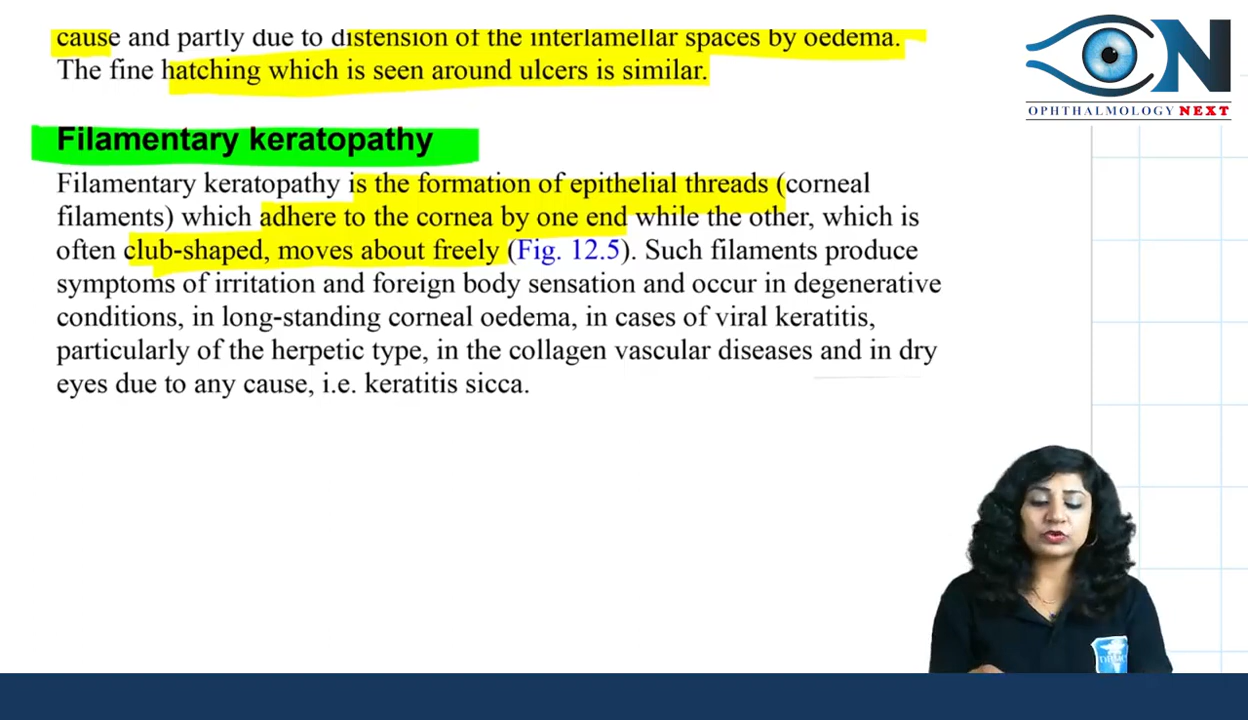 cause and partly due to distension of the interlamellar spaces by oedema.
The fine hatching which is seen around ulcers is similar.
OPHTHALMOLOGY NEXT
Filamentary keratopathy
Filamentary keratopathy is the formation of epithelial threads (corneal
filaments) which adhere to the cornea by one end while the other, which is
often club-shaped, moves about freely (Fig. 12.5). Such filaments produce
symptoms of irritation and foreign body sensation and occur in degenerative
conditions, in long-standing corneal oedema, in cases of viral keratitis,
particularly of the herpetic type, in the collagen vascular diseases and in dry
eyes due to any cause, i.e. keratitis sicca.